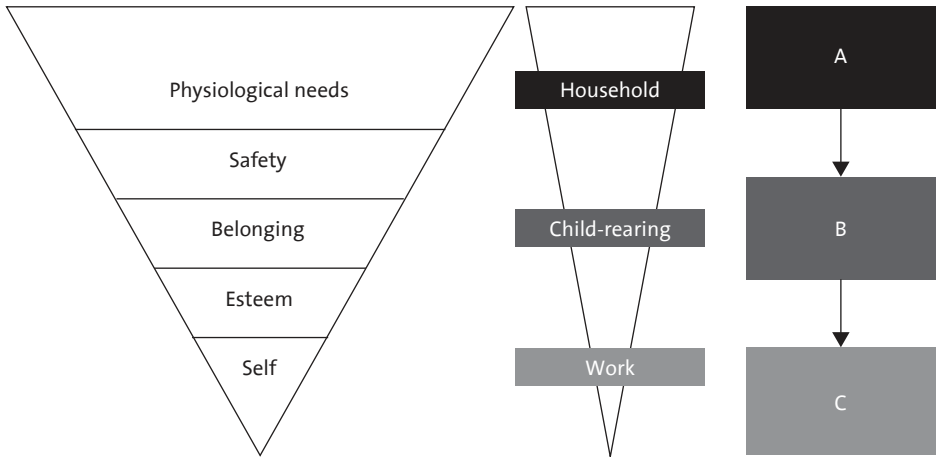 Physiological needs
Safety
Belonging
Esteem
Self
Household
Child-rearing
Work
A
B
C